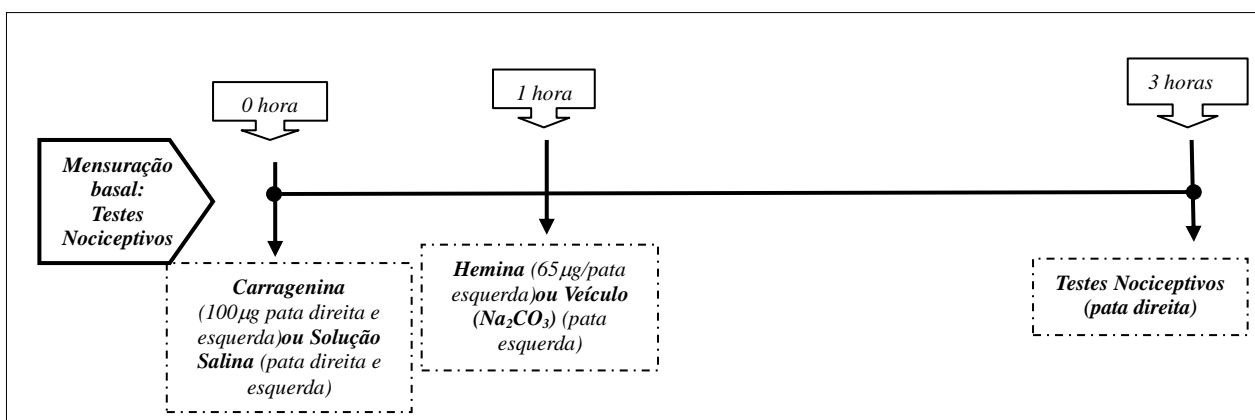 0 hora
1 hora
3 horas
Mensuração
basal:
Testes
Nociceptivos
Carragenina
(100µg pata direita e
esquerda)ou Solução
Salina (pata direita e
esquerda)
Hemina (65µg/pata
esquerda)ou Veículo
(Na₂CO₃) (pata
esquerda)
Testes Nociceptivos
(pata direita)